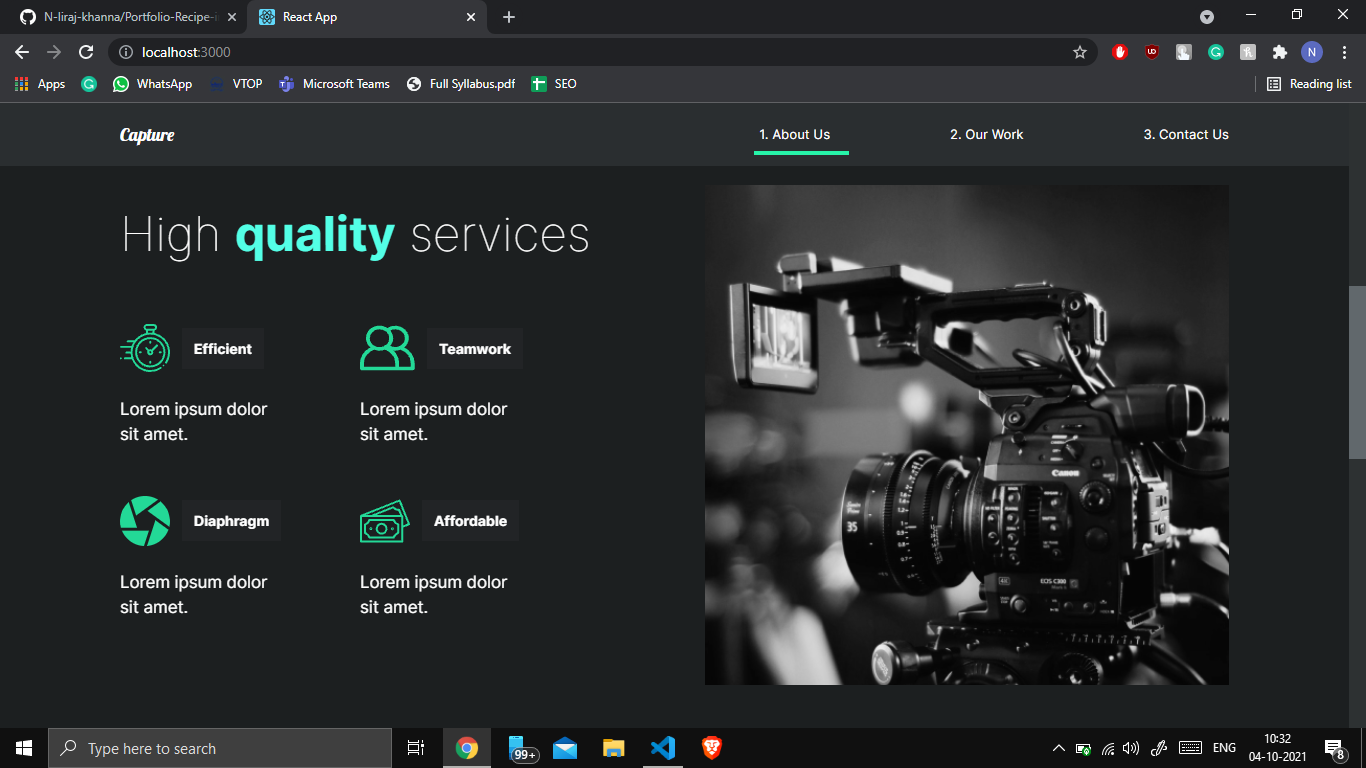 N-liraj-khanna/Portfolio-Recipe-i
React App
localhost:3000
N
Apps
WhatsApp
VTOP
Microsoft Teams
Full Syllabus.pdf
SEO
Reading list
Capture
1. About Us
2. Our Work
3. Contact Us
High quality services
Efficient
Teamwork
Lorem ipsum dolor
sit amet.
Lorem ipsum dolor
sit amet.
Diaphragm
Affordable
Lorem ipsum dolor
sit amet.
Lorem ipsum dolor
sit amet.
Canon
35
4K
EOS C300
Type here to search
99+
ENG
10:32
04-10-2021
8